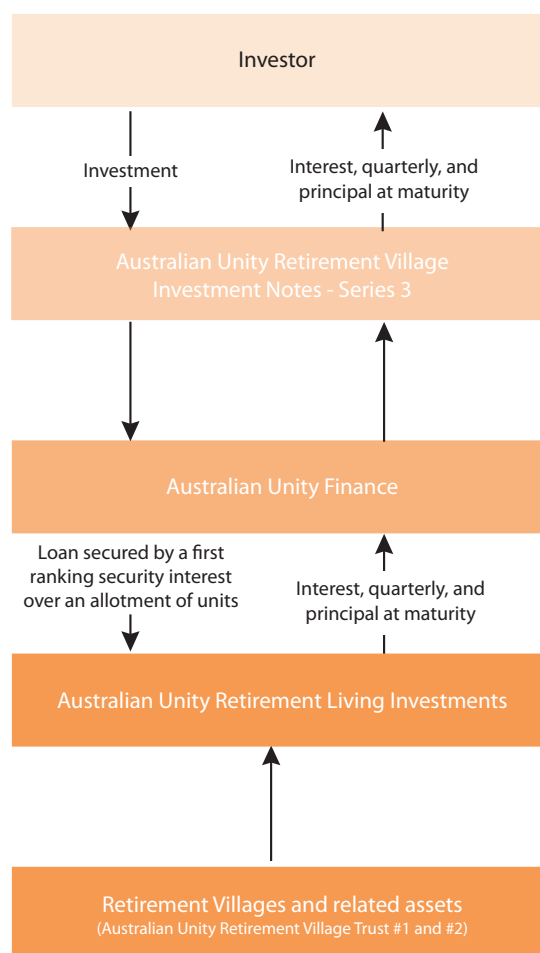 Investor
Investment
Interest, quarterly, and
principal at maturity
Australian Unity Retirement Village
Investment Notes - Series 3
Australian Unity Finance
Loan secured by a first
ranking security interest
over an allotment of units
Interest, quarterly, and
principal at maturity
Australian Unity Retirement Living Investments
Retirement Villages and related assets
(Australian Unity Retirement Village Trust #1 and #2)